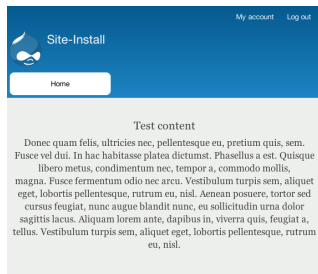 My account Log out
Site-Install
Home
Test content
Donec quam felis, ultricies nec, pellentesque eu, pretium quis, sem.
Fusce vel dui. In hac habitasse platea dictumst. Phasellus a est. Quisque
libero metus, condimentum nec, tempor a, commodo mollis,
magna. Fusce fermentum odio nec arcu. Vestibulum turpis sem, aliquet
eget, lobortis pellentesque, rutrum eu, nisl. Aenean posuere, tortor sed
cursus feugiat, nunc augue blandit nunc, eu sollicitudin urna dolor
sagittis lacus. Aliquam lorem ante, dapibus in, viverra quis, feugiat a,
tellus. Vestibulum turpis sem, aliquet eget, lobortis pellentesque, rutrum
eu, nisl.